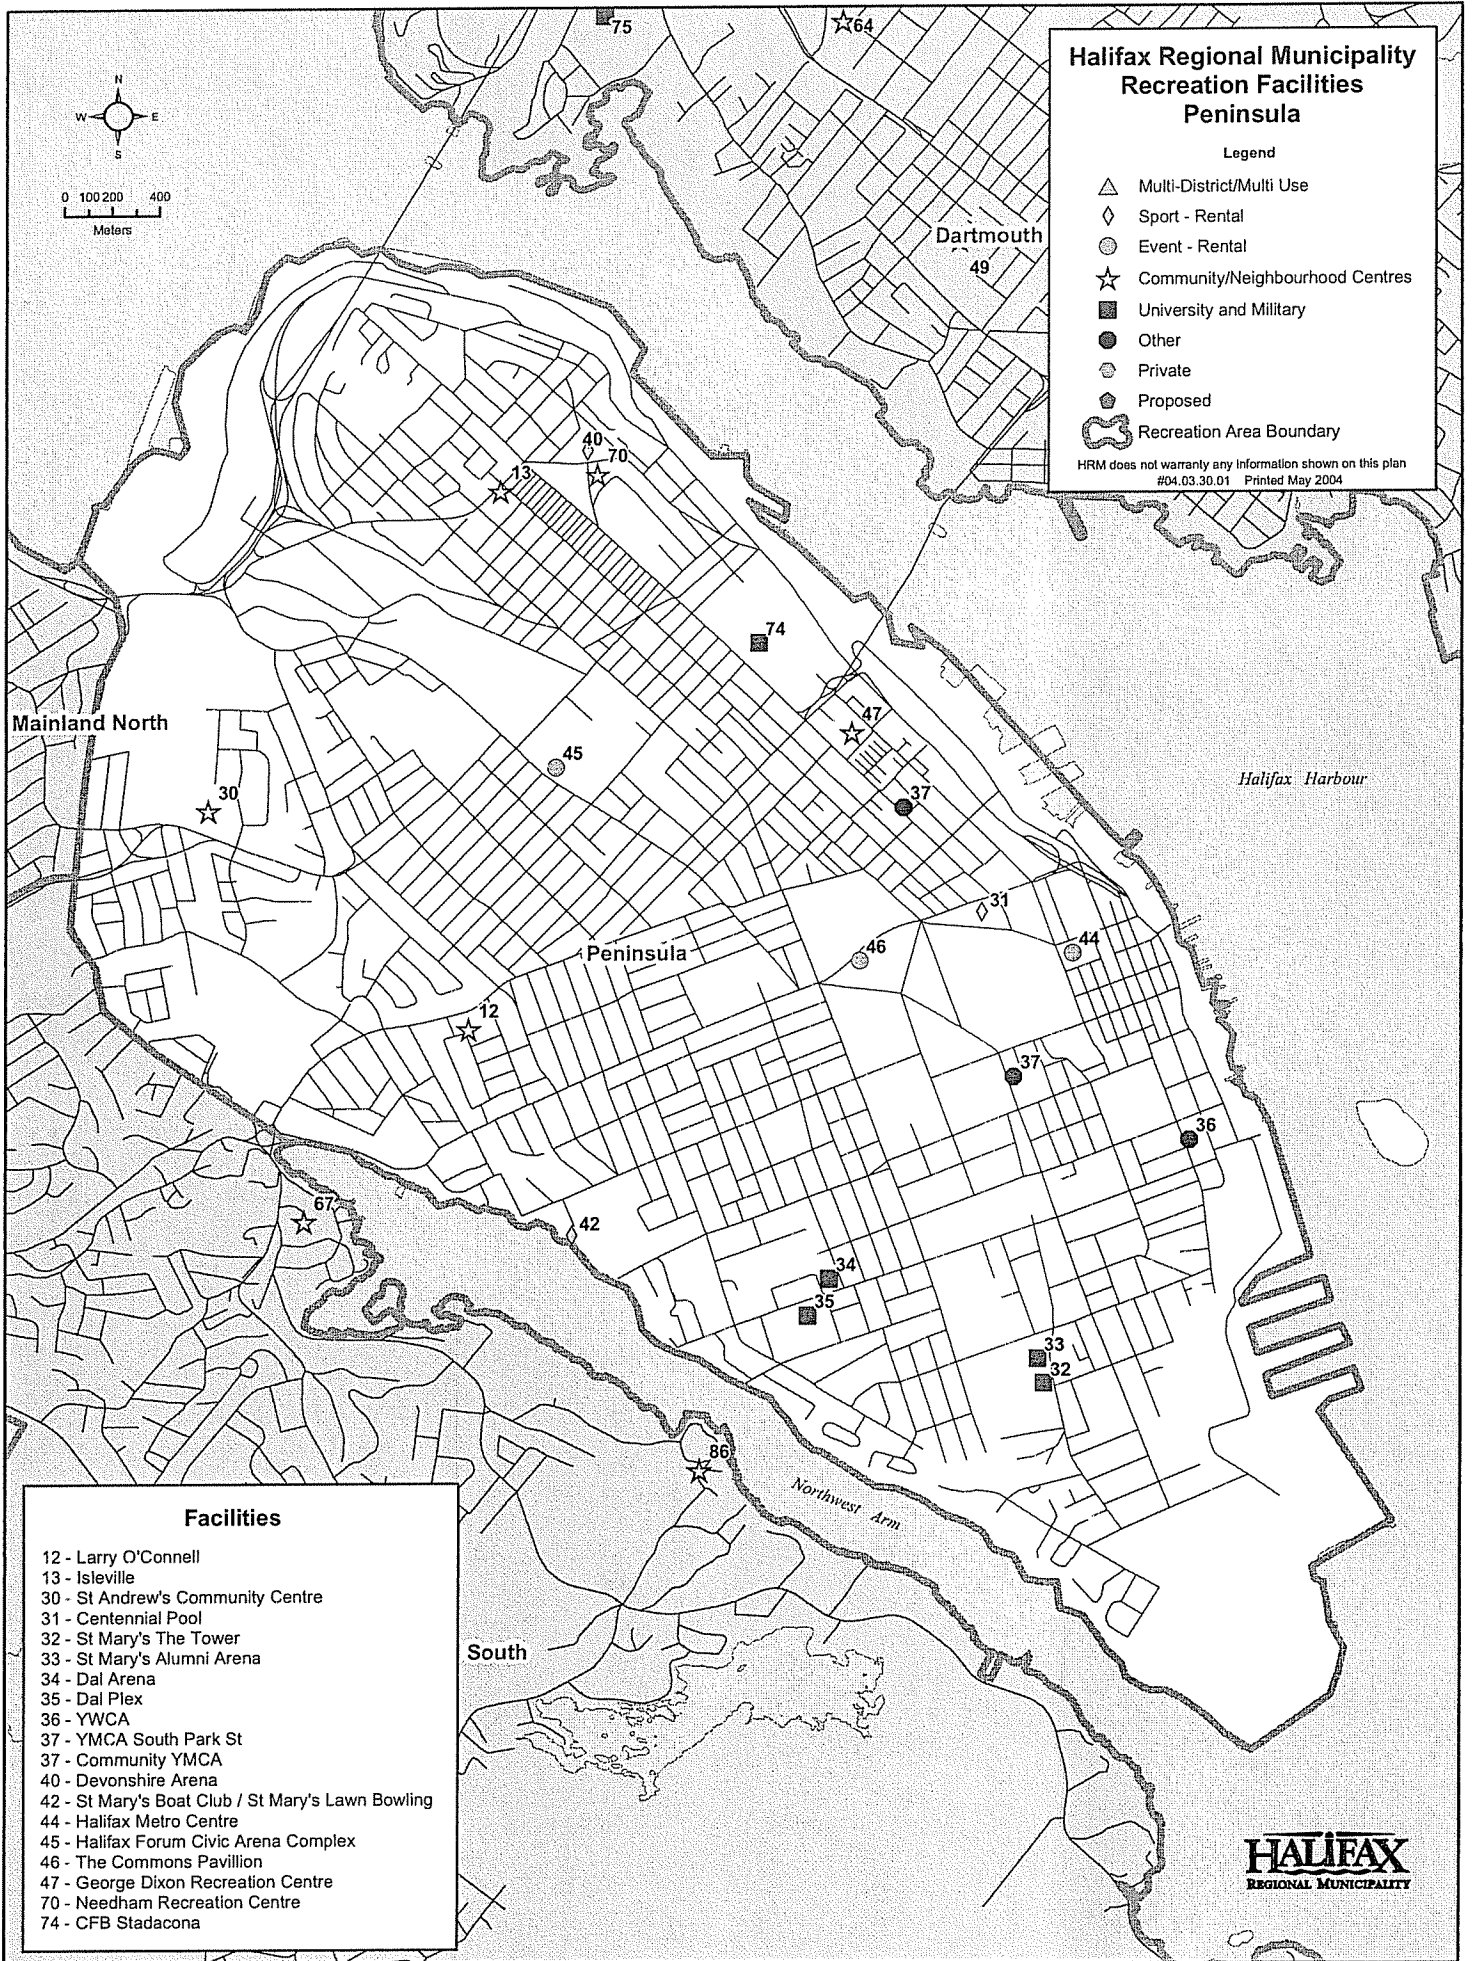 75
64
Halifax Regional Municipality
Recreation Facilities
Peninsula
Legend
Multi-District/Multi Use
Sport - Rental
Event - Rental
Community/Neighbourhood Centres
University and Military
Other
Private
Proposed
Recreation Area Boundary
HRM does not warranty any information shown on this plan
#04.03.30.01 Printed May 2004
N
W E
S
0 100 200 400
Meters
Dartmouth
49
40
70
13
74
Mainland North
47
45
Halifax Harbour
30
37
31
44
46
Peninsula
12
37
36
67
42
34
35
33
32
86
Northwest Arm
South
Facilities
12 - Larry O'Connell
13 - Isleville
30 - St Andrew's Community Centre
31 - Centennial Pool
32 - St Mary's The Tower
33 - St Mary's Alumni Arena
34 - Dal Arena
35 - Dal Plex
36 - YWCA
37 - YMCA South Park St
37 - Community YMCA
40 - Devonshire Arena
42 - St Mary's Boat Club / St Mary's Lawn Bowling
44 - Halifax Metro Centre
45 - Halifax Forum Civic Arena Complex
46 - The Commons Pavillion
47 - George Dixon Recreation Centre
70 - Needham Recreation Centre
74 - CFB Stadacona
HALIFAX
REGIONAL MUNICIPALITY